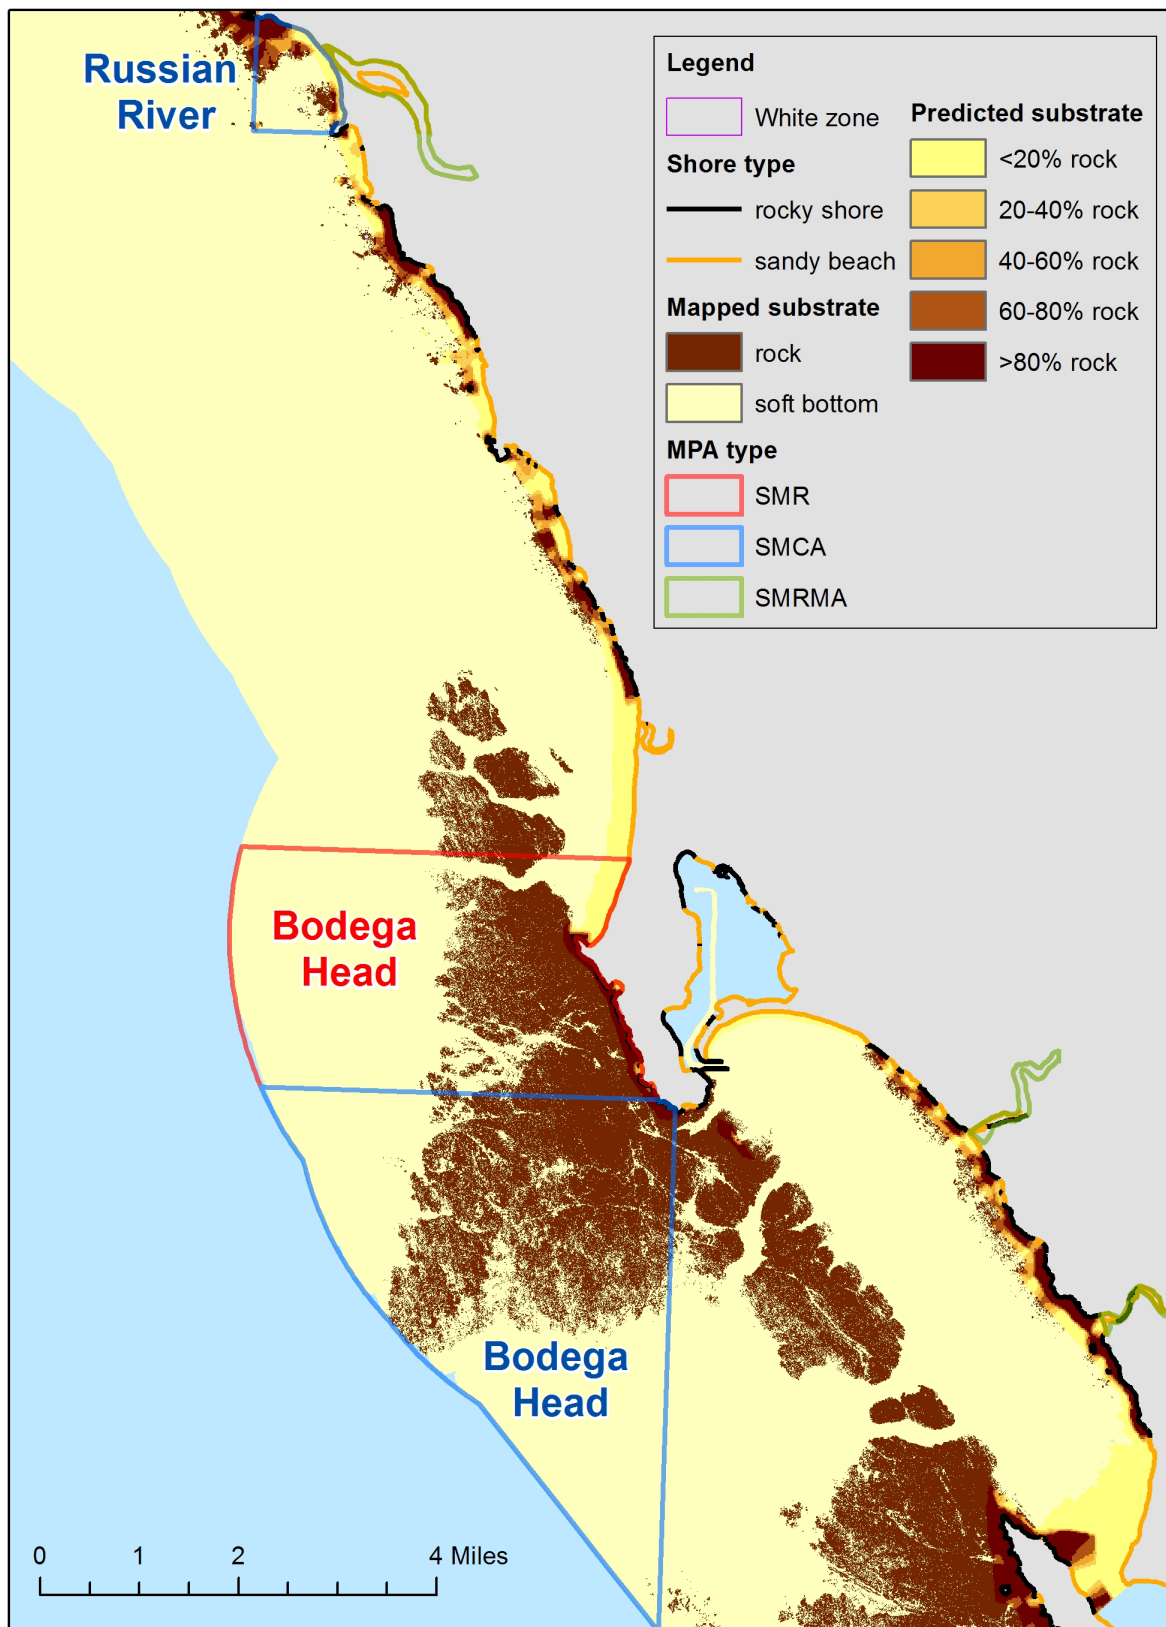 Russian
River
Legend
White zone
Shore type
rocky shore
sandy beach
Mapped substrate
rock
soft bottom
MPA type
SMR
SMCA
SMRMA
Predicted substrate
<20% rock
20-40% rock
40-60% rock
60-80% rock
>80% rock
Bodega
Head
Bodega
Head
0 1 2 4 Miles